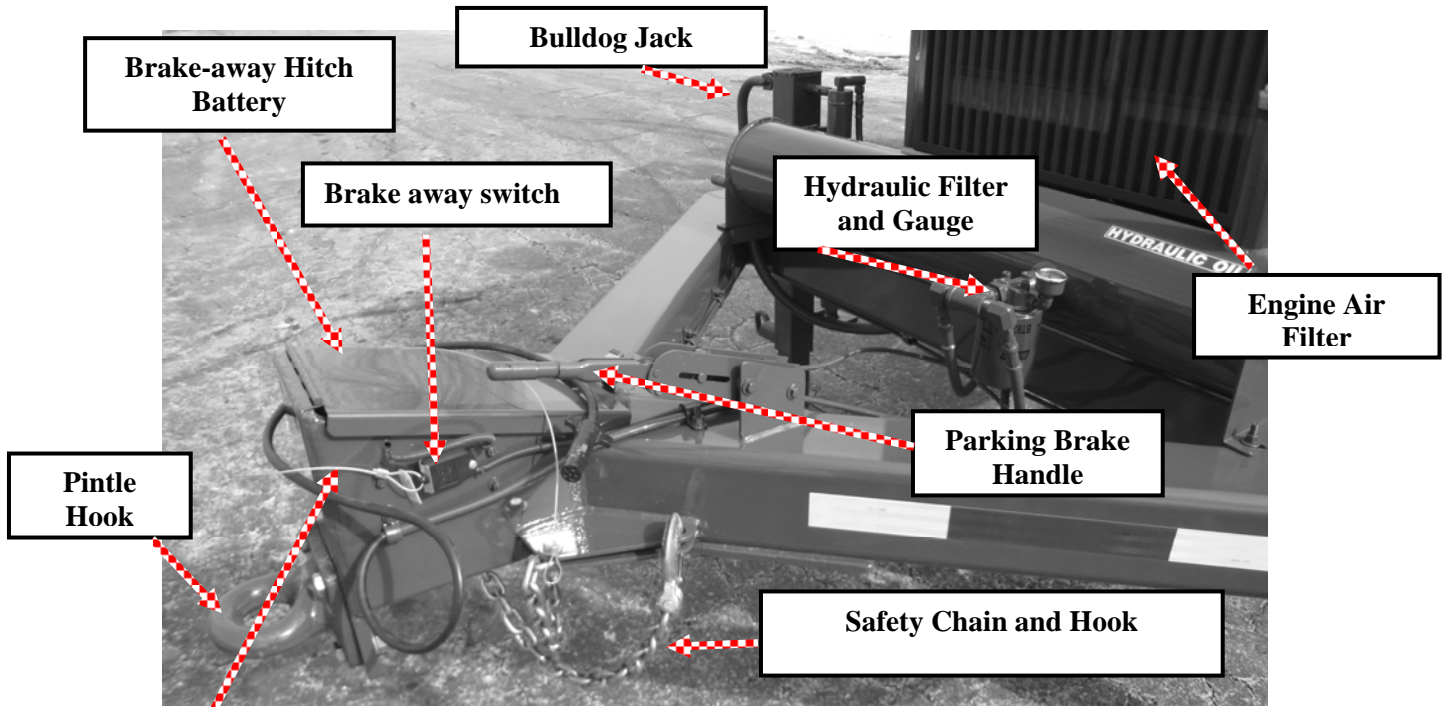 Bulldog Jack
Brake-away Hitch
Battery
Brake away switch
Hydraulic Filter
and Gauge
HYDRAULIC OIL
Engine Air
Filter
Parking Brake
Handle
Pintle
Hook
Safety Chain and Hook